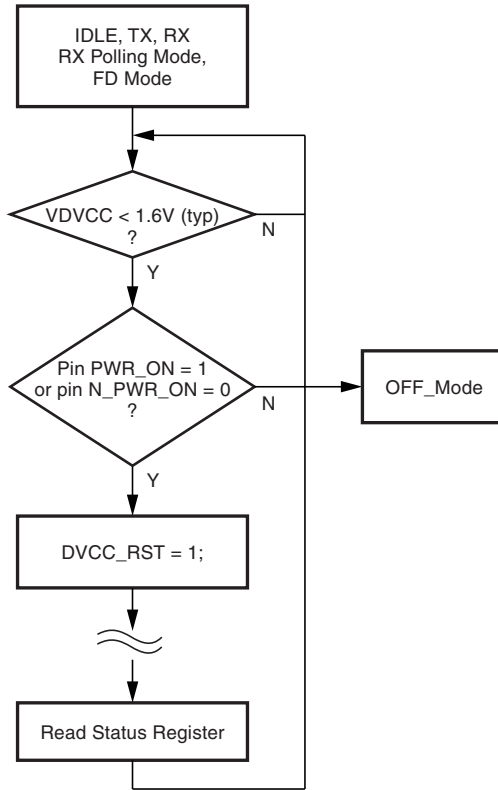 IDLE, TX, RX
RX Polling Mode,
FD Mode
VDVCC < 1.6V (typ)
?
N
Y
Pin PWR_ON = 1
or pin N_PWR_ON = 0
?
N
OFF_Mode
Y
DVCC_RST = 1;
Read Status Register